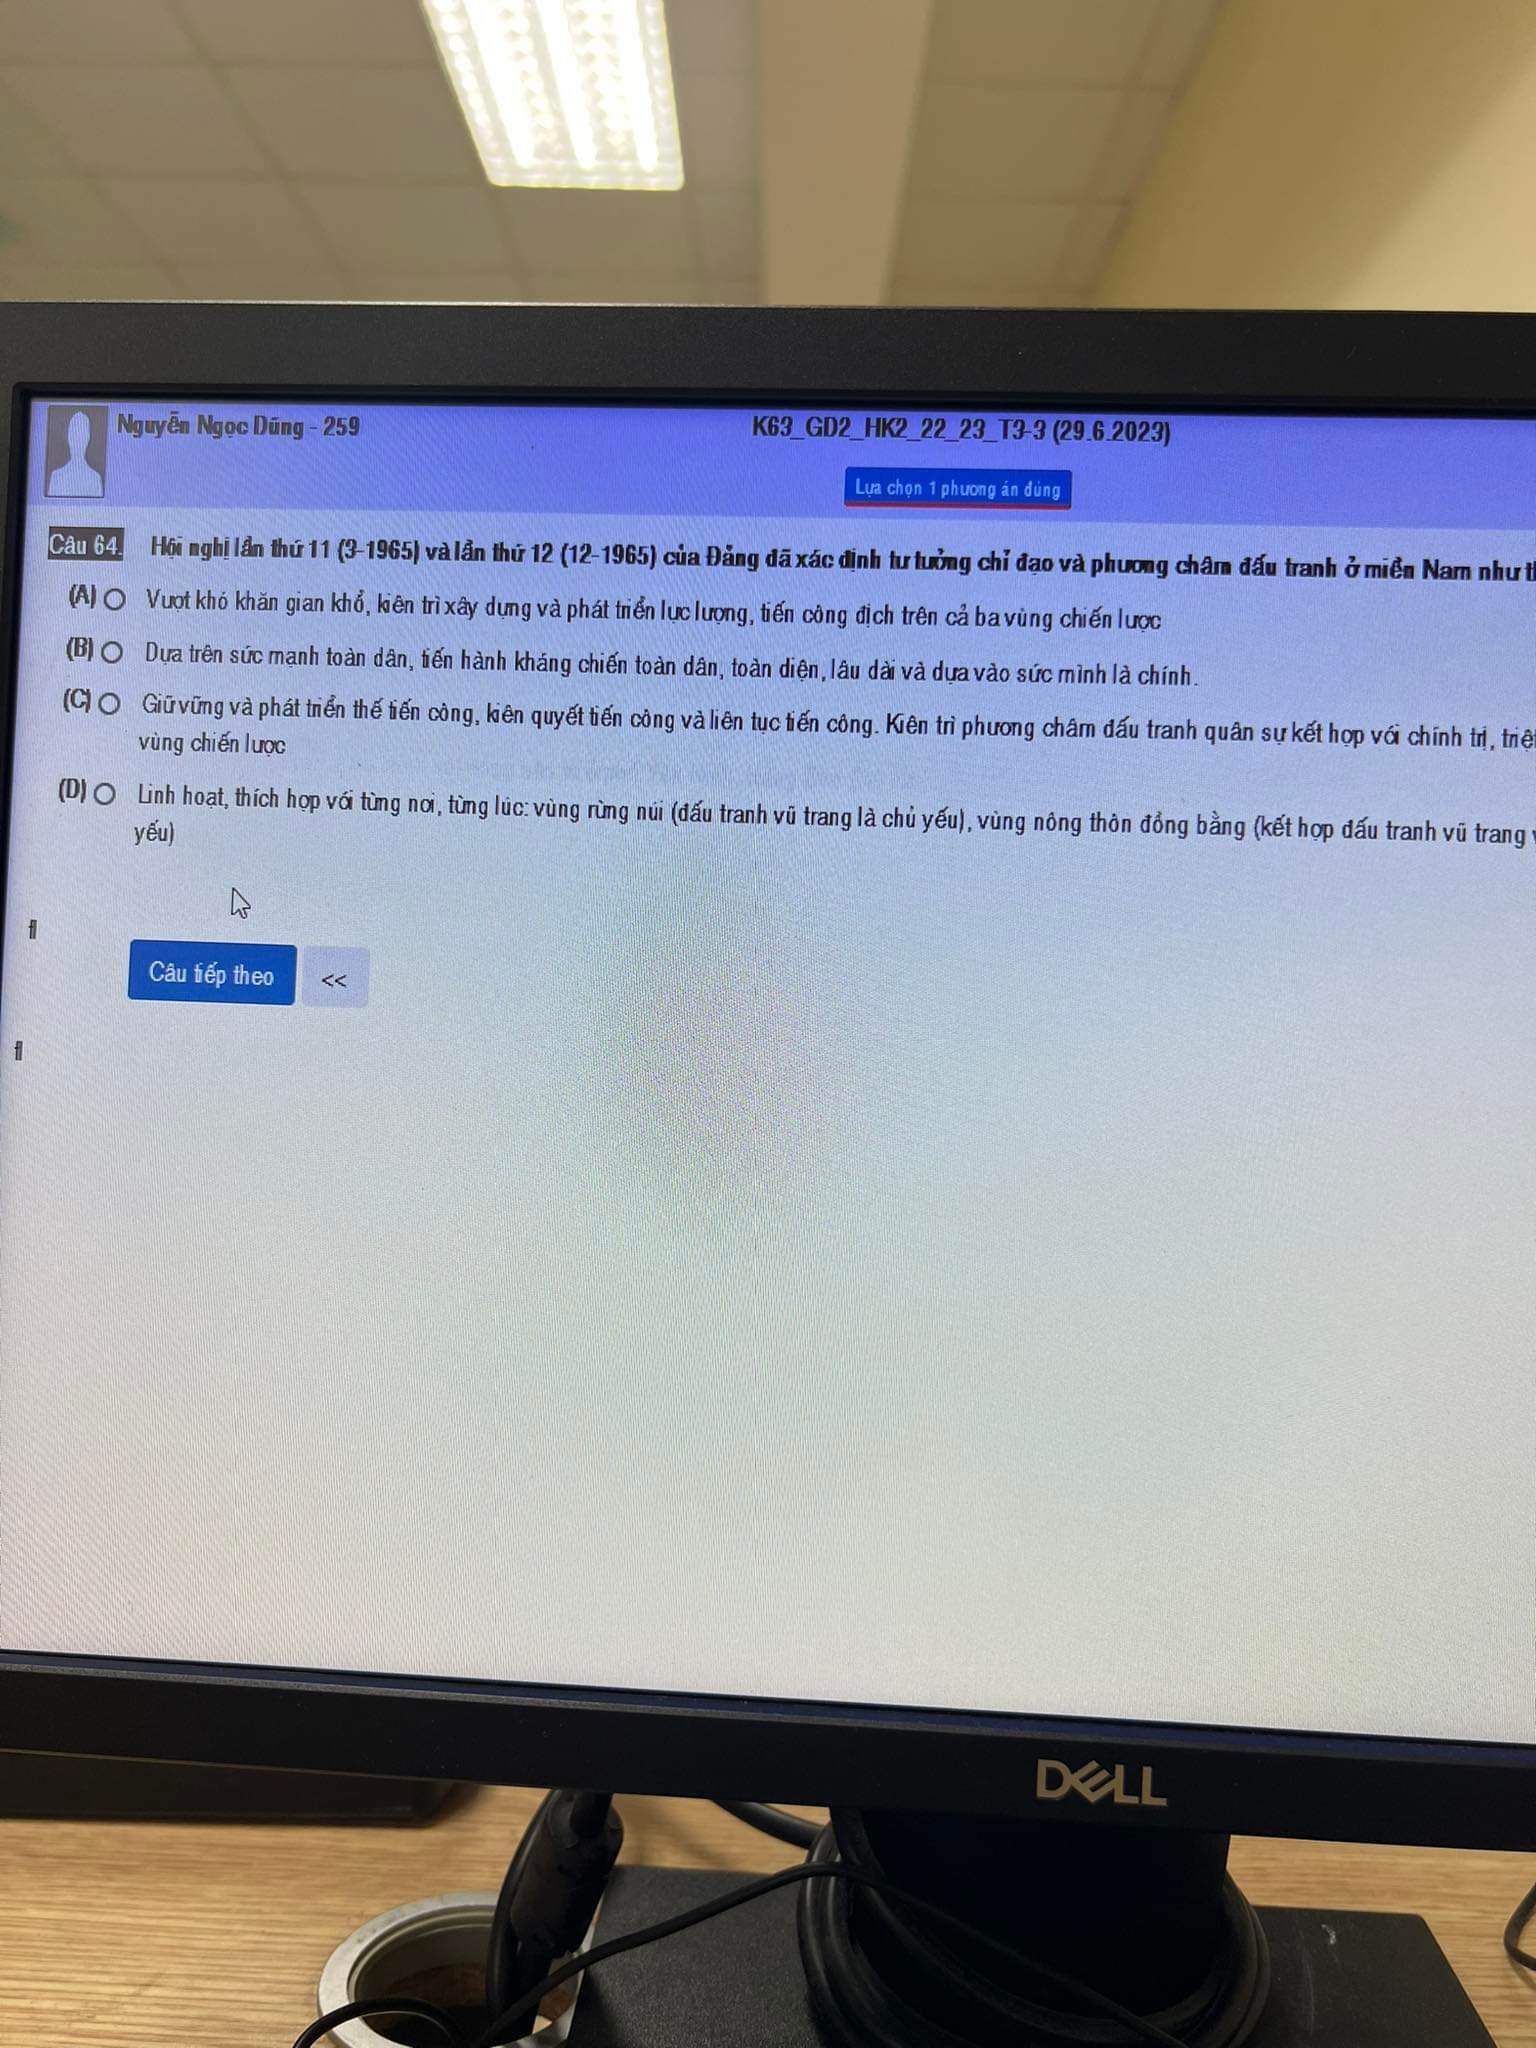 Nguyễn Ngọc Dũng - 259
K63_GD2_HK2_22_23_T3-3 (29.6.2023)
Lựa chọn 1 phương án đúng
Câu 64. Hội nghị lần thứ 11 (3-1965) và lần thứ 12 (12-1965) của Đảng đã xác định tư tưởng chỉ đạo và phương châm đấu tranh ở miền Nam như
(A) Vượt khó khăn gian khổ, kiên trì xây dựng và phát triển lực lượng, tiến công địch trên cả ba vùng chiến lược
(B) Dựa trên sức mạnh toàn dân, tiến hành kháng chiến toàn dân, toàn diện, lâu dài và dựa vào sức mình là chính.
(C) Giữ vững và phát triển thế tiến công, kiên quyết tiến công và liên tục tiến công. Kiên trì phương châm đấu tranh quân sự kết hợp với chính trị,
vùng chiến lược
(D) Linh hoạt, thích hợp với từng nơi, từng lúc: vùng rừng núi (đấu tranh vũ trang là chủ yếu), vùng nông thôn đồng bằng (kết hợp đấu tranh vũ trang
yếu)
Câu tiếp theo <<
DELL